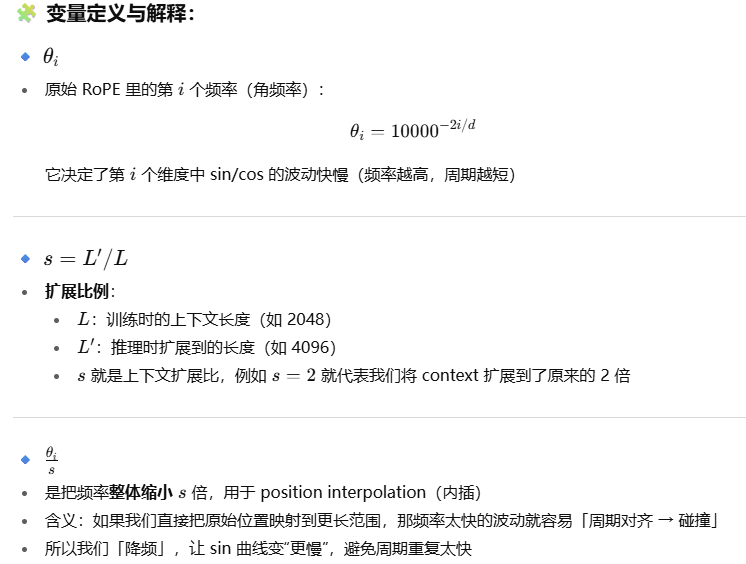 🧩 变量定义与解释：
🔹 θᵢ
• 原始 RoPE 里的第 i 个频率（角频率）：
θᵢ = 10000^{−2i/d}
它决定了第 i 个维度中 sin/cos 的波动快慢（频率越高，周期越短）
🔹 s = L′/L
• 扩展比例：
• L：训练时的上下文长度（如 2048）
• L′：推理时扩展到的长度（如 4096）
• s 就是上下文扩展比，例如 s = 2 就代表我们将 context 扩展到了原来的 2 倍
🔹 θᵢ/s
• 是把频率整体缩小 s 倍，用于 position interpolation（内插）
• 含义：如果我们直接把原始位置映射到更长范围，那频率太快的波动就容易「周期对齐 → 碰撞」
• 所以我们「降频」，让 sin 曲线变“更慢”，避免周期重复太快